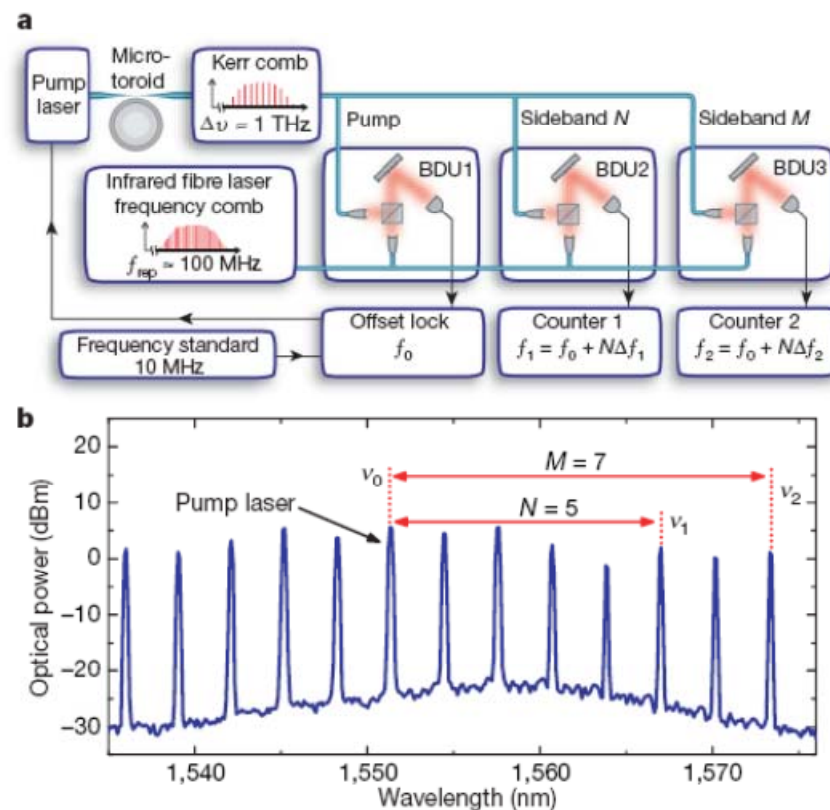 a
Pump
laser
Micro-
toroid
Kerr comb
Δυ = 1 THz
Pump
Sideband N
Sideband M
Infrared fibre laser
frequency comb
f_rep = 100 MHz
BDU1
BDU2
BDU3
Offset lock
f₀
Counter 1
f₁ = f₀ + NΔf₁
Counter 2
f₂ = f₀ + NΔf₂
Frequency standard
10 MHz
b
Optical power (dBm)
20
10
0
−10
−20
−30
Pump laser
ν₀
M = 7
N = 5
ν₁
ν₂
1,540
1,550
1,560
1,570
Wavelength (nm)